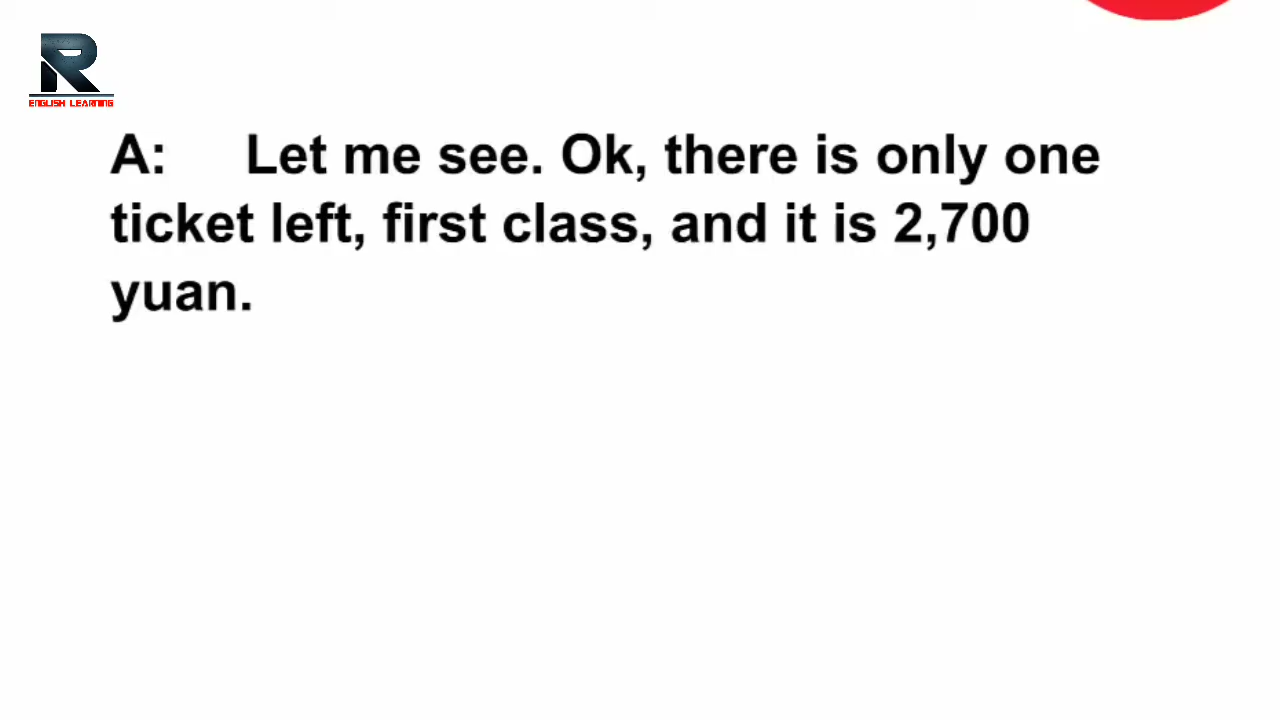 R
ENGLISH LEARNING
A: Let me see. Ok, there is only one
ticket left, first class, and it is 2,700
yuan.